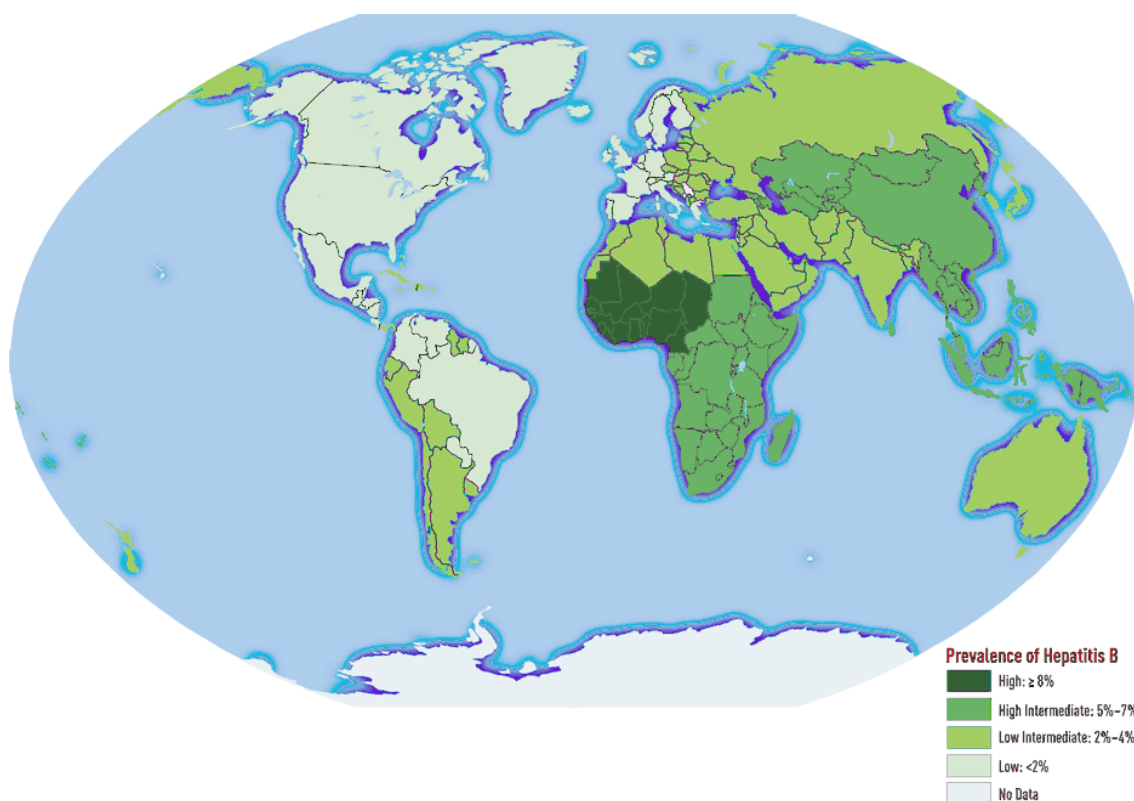 Prevalence of Hepatitis B
High: ≥ 8%
High Intermediate: 5%–7%
Low Intermediate: 2%–4%
Low: <2%
No Data